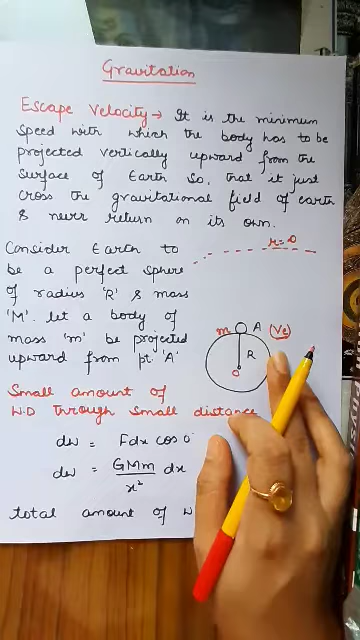 Gravitation
Escape Velocity → It is the minimum
speed with which the body has to be
projected vertically upward from the
surface of Earth so, that it just
cross the gravitational field of earth
& never return on its own.
Consider Earth to
be a perfect sphere
of radius 'R' & mass
'M'. let a body of
mass 'm' be projected
upward from pt. 'A'
r = ∞
m A (Ve)
R
O
Small amount of
W.D through small distance
dw = Fdx cos 0
dw = GMm/x² dx
total amount of W